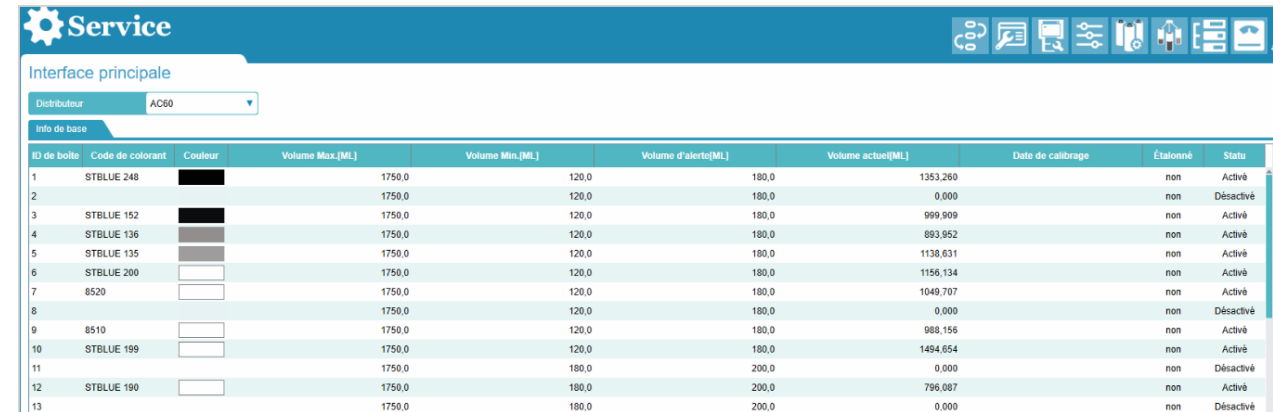 Service
Interface principale
Distributeur AC60
Info de base
ID de boîte Code de colorant Couleur Volume Max.[ML] Volume Min.[ML] Volume d'alerte[ML] Volume actuel[ML] Date de calibrage Étalonné Statu
1 STBLUE 248 1750,0 120,0 180,0 1353,260 non Activé
2 1750,0 120,0 180,0 0,000 non Désactivé
3 STBLUE 152 1750,0 120,0 180,0 999,909 non Activé
4 STBLUE 136 1750,0 120,0 180,0 893,952 non Activé
5 STBLUE 135 1750,0 120,0 180,0 1138,631 non Activé
6 STBLUE 200 1750,0 120,0 180,0 1156,134 non Activé
7 8520 1750,0 120,0 180,0 1049,707 non Activé
8 1750,0 120,0 180,0 0,000 non Désactivé
9 8510 1750,0 120,0 180,0 988,156 non Activé
10 STBLUE 199 1750,0 120,0 180,0 1494,654 non Activé
11 1750,0 180,0 200,0 0,000 non Désactivé
12 STBLUE 190 1750,0 180,0 200,0 796,087 non Activé
13 1750,0 180,0 200,0 0,000 non Désactivé